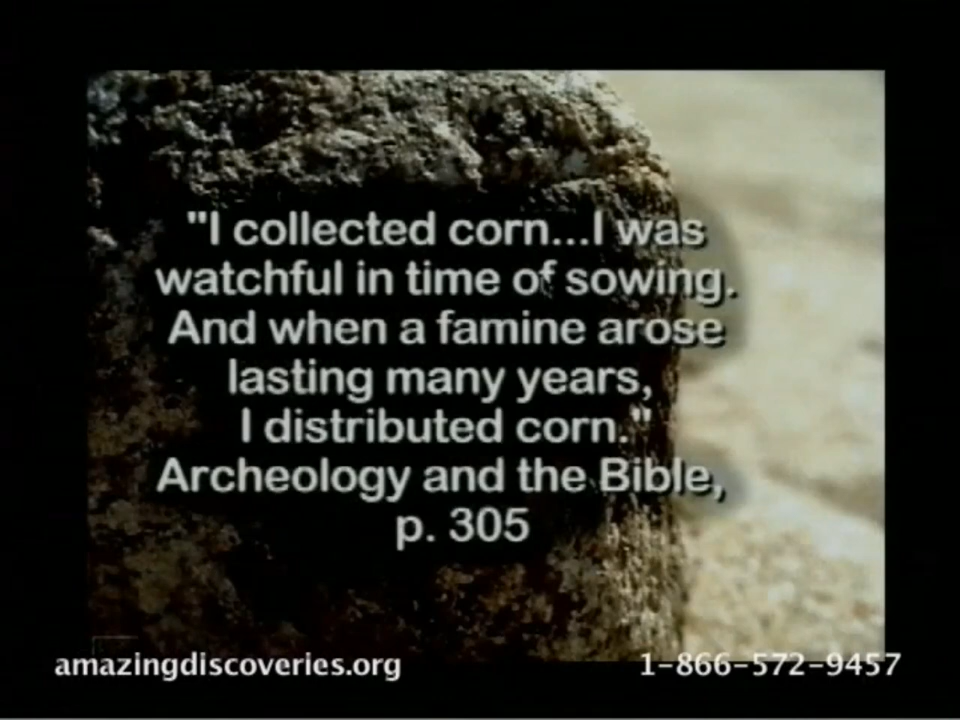 "I collected corn...I was
watchful in time of sowing.
And when a famine arose
lasting many years,
I distributed corn."
Archeology and the Bible,
p. 305
amazingdiscoveries.org
1-866-572-9457